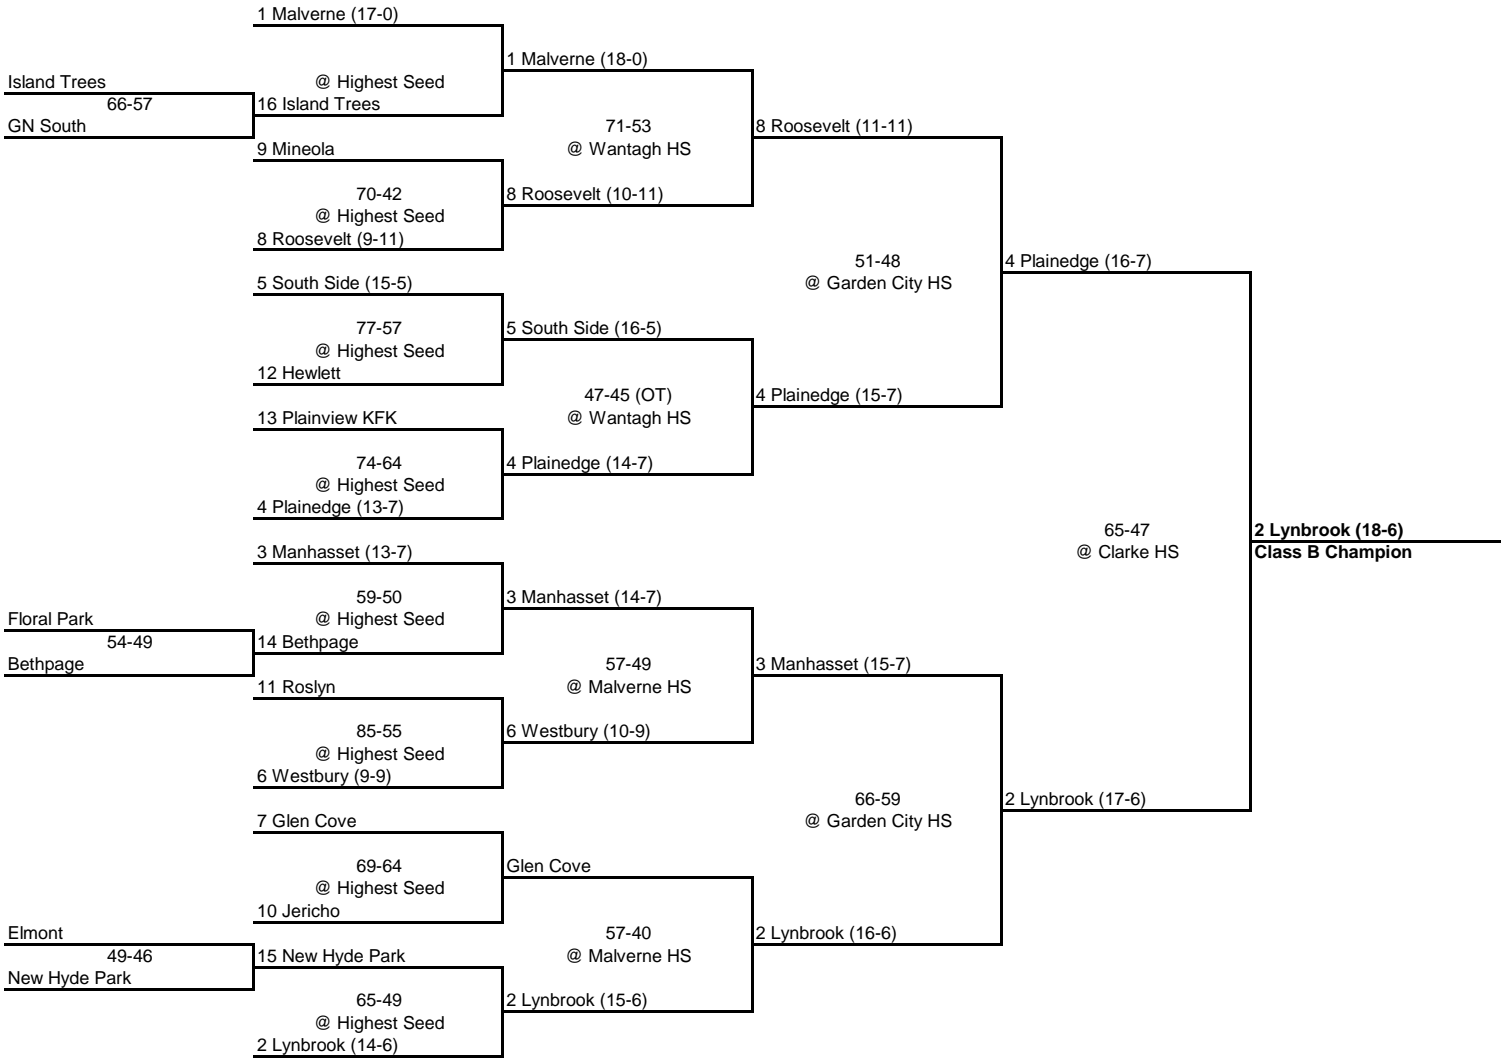 1 Malverne (17-0)
1 Malverne (18-0)
Island Trees
@ Highest Seed
66-57
16 Island Trees
GN South
71-53
8 Roosevelt (11-11)
9 Mineola
@ Wantagh HS
70-42
8 Roosevelt (10-11)
@ Highest Seed
8 Roosevelt (9-11)
51-48
4 Plainedge (16-7)
5 South Side (15-5)
@ Garden City HS
77-57
5 South Side (16-5)
@ Highest Seed
12 Hewlett
47-45 (OT)
4 Plainedge (15-7)
13 Plainview KFK
@ Wantagh HS
74-64
4 Plainedge (14-7)
@ Highest Seed
4 Plainedge (13-7)
65-47
2 Lynbrook (18-6)
3 Manhasset (13-7)
@ Clarke HS
Class B Champion
59-50
3 Manhasset (14-7)
Floral Park
@ Highest Seed
54-49
14 Bethpage
Bethpage
57-49
3 Manhasset (15-7)
11 Roslyn
@ Malverne HS
85-55
6 Westbury (10-9)
@ Highest Seed
6 Westbury (9-9)
66-59
2 Lynbrook (17-6)
7 Glen Cove
@ Garden City HS
69-64
Glen Cove
@ Highest Seed
10 Jericho
Elmont
57-40
2 Lynbrook (16-6)
49-46
15 New Hyde Park
@ Malverne HS
New Hyde Park
65-49
2 Lynbrook (15-6)
@ Highest Seed
2 Lynbrook (14-6)